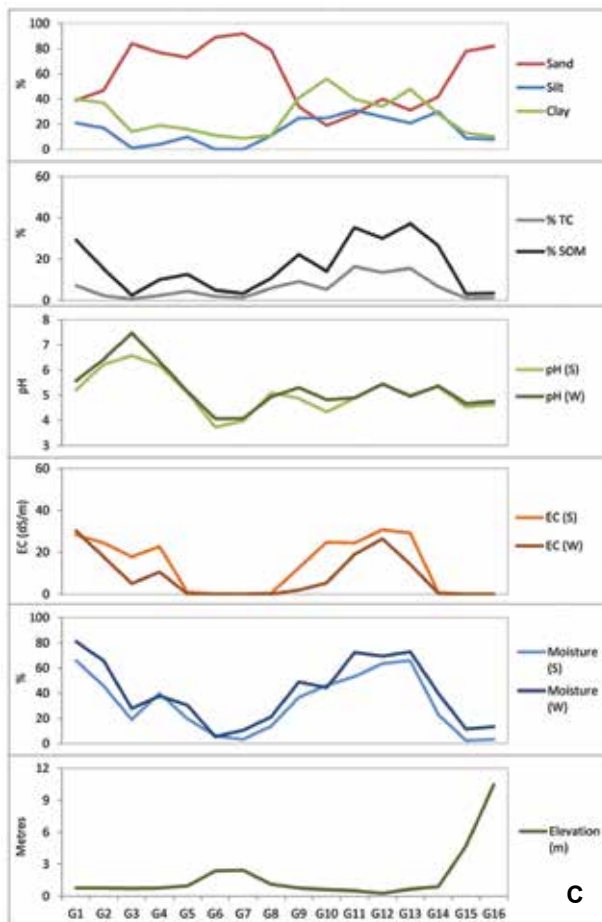 100
80
60
40
20
0
%
Sand
Silt
Clay
60
40
20
0
%
% TC
% SOM
8
7
6
5
4
3
pH
pH (S)
pH (W)
60
40
20
0
EC (dS/m)
EC (S)
EC (W)
100
80
60
40
20
0
%
Moisture
(S)
Moisture
(W)
12
9
6
3
0
Metres
Elevation
(m)
G1 G2 G3 G4 G5 G6 G7 G8 G9 G10 G11 G12 G13 G14 G15 G16
C